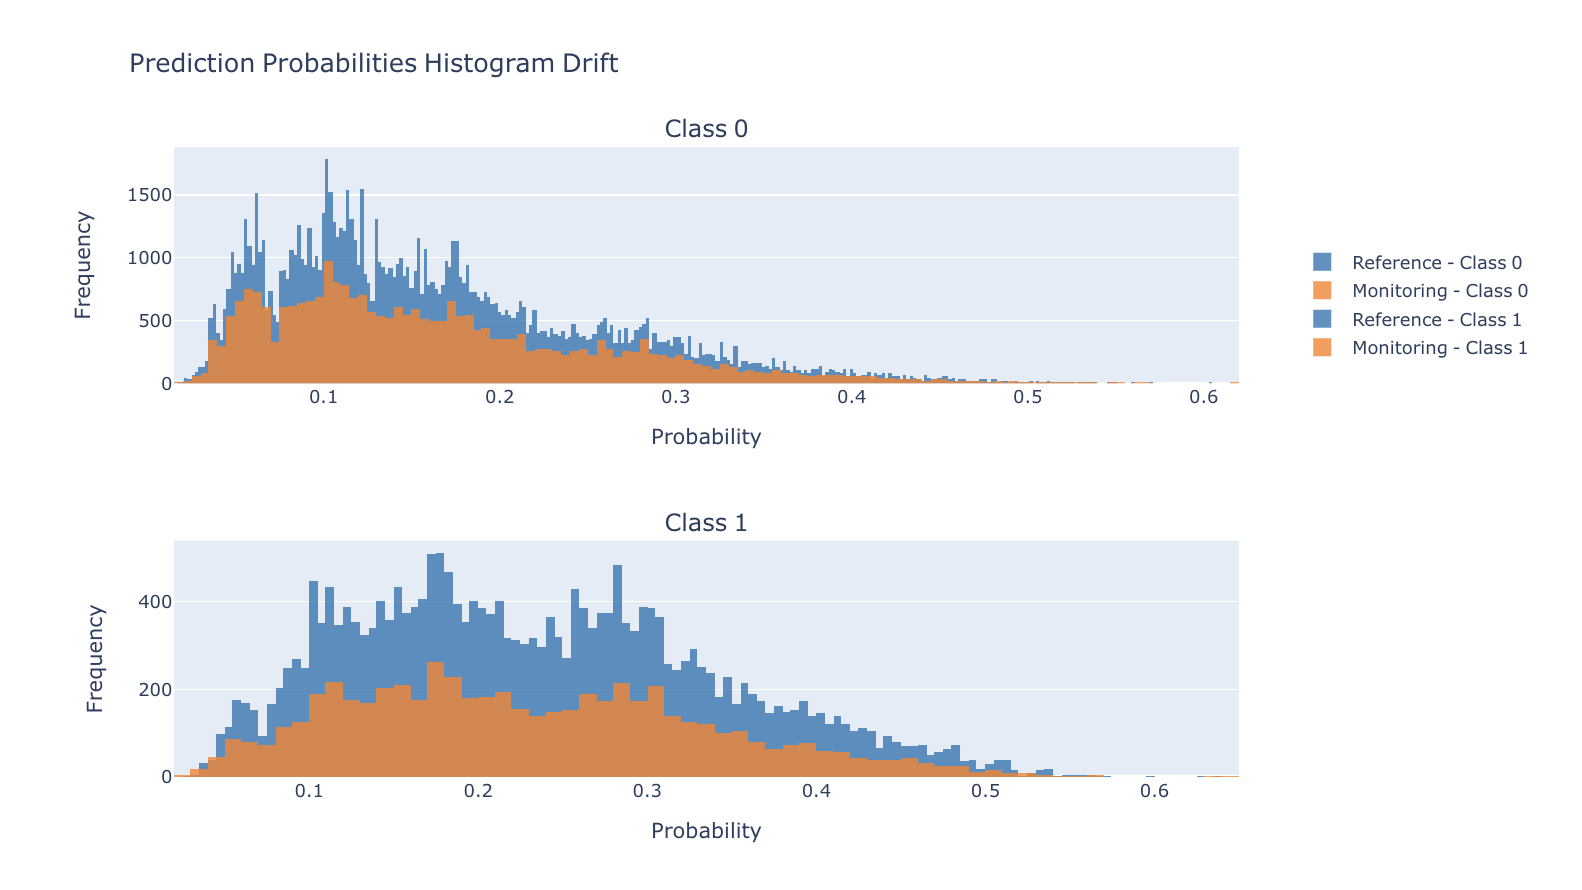 Prediction Probabilities Histogram Drift
Class 0
Frequency
1500
1000
500
0
0.1 0.2 0.3 0.4 0.5 0.6
Probability
Reference - Class 0
Monitoring - Class 0
Reference - Class 1
Monitoring - Class 1
Class 1
Frequency
400
200
0
0.1 0.2 0.3 0.4 0.5 0.6
Probability